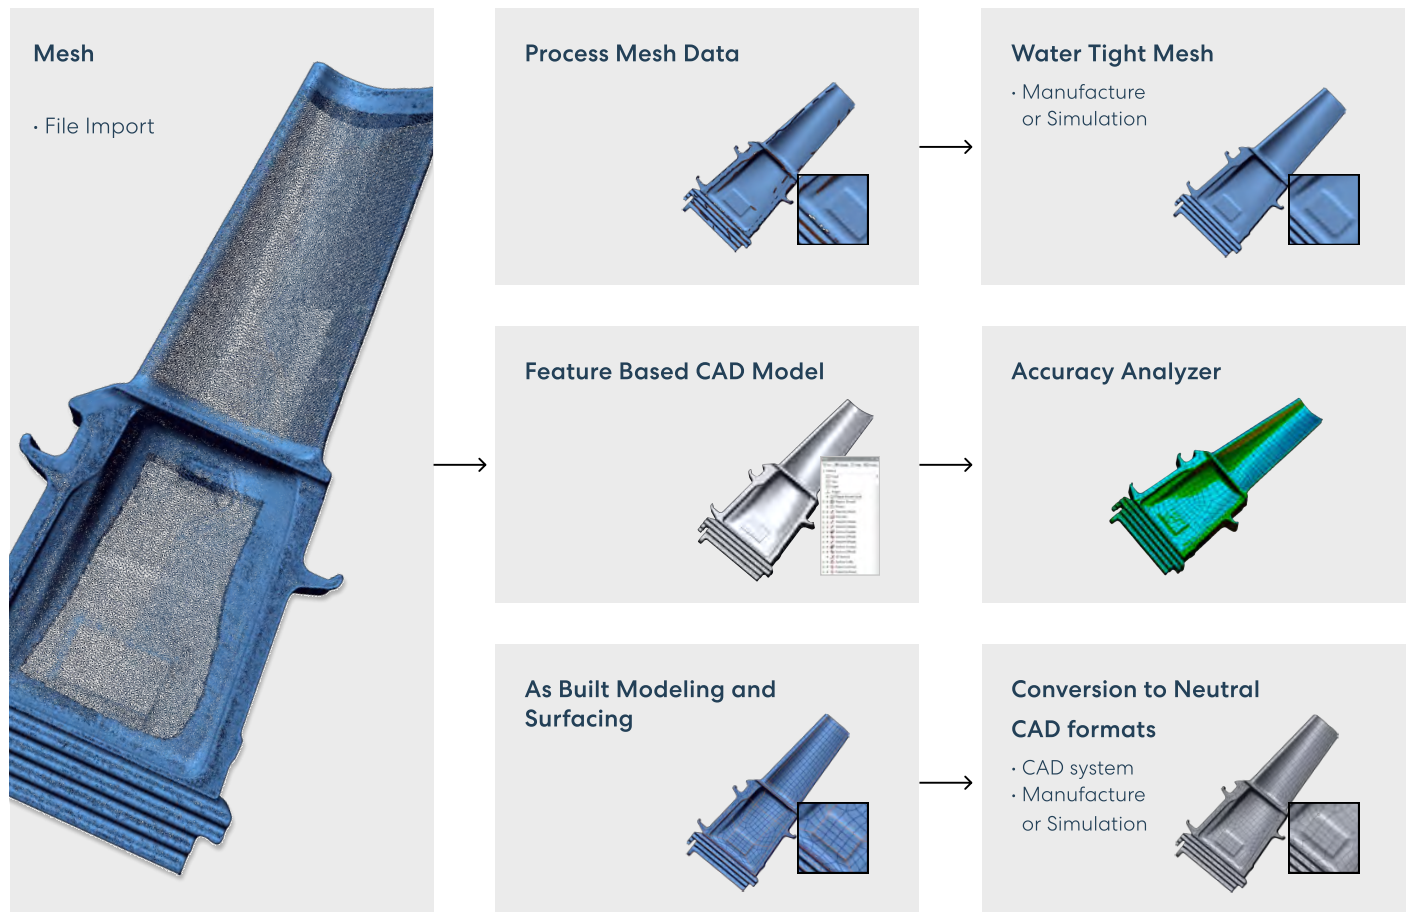 Mesh
· File Import
Process Mesh Data
Water Tight Mesh
· Manufacture
or Simulation
Feature Based CAD Model
Accuracy Analyzer
As Built Modeling and
Surfacing
Conversion to Neutral
CAD formats
· CAD system
· Manufacture
or Simulation